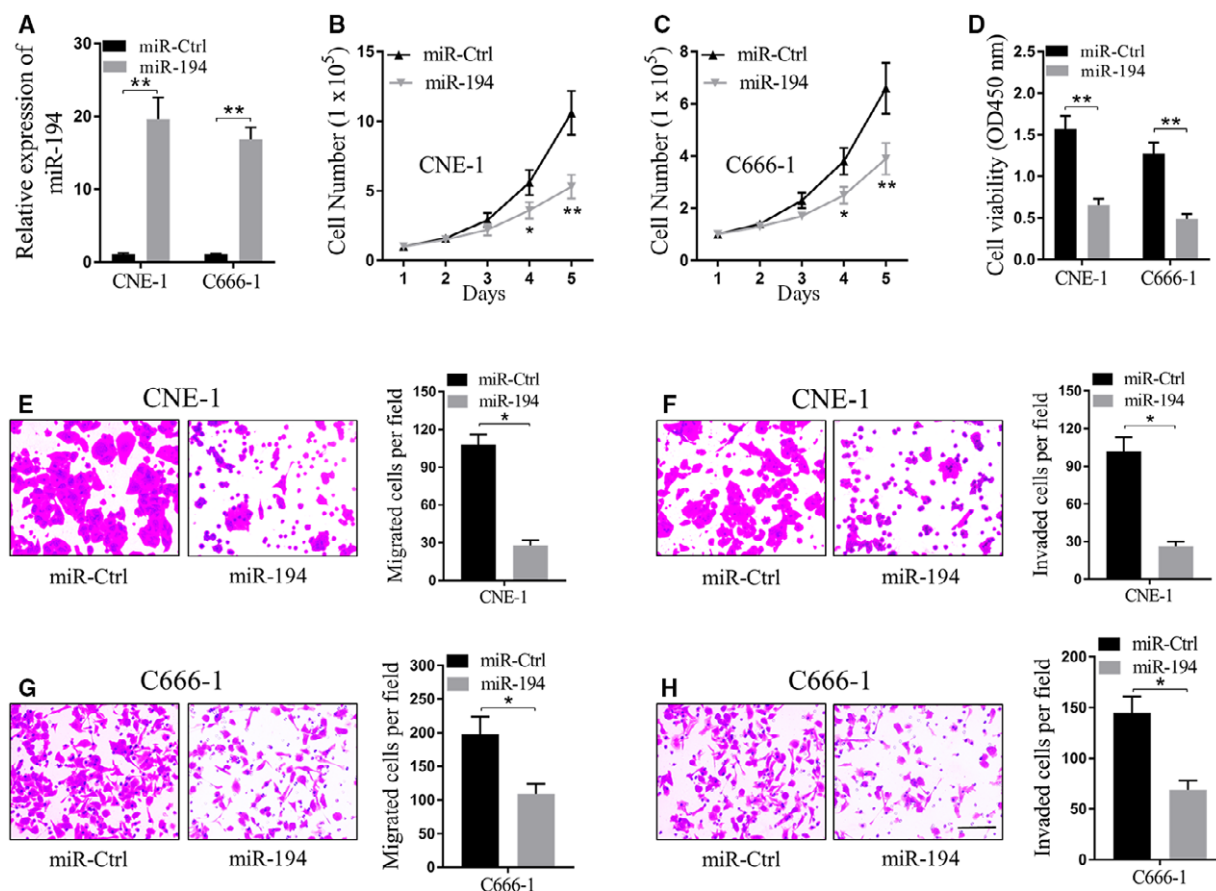 A
Relative expression of
miR-194
30
20
10
0
miR-Ctrl
miR-194
**
**
CNE-1
C666-1
B
Cell Number (1 x 10⁵)
15
10
5
0
miR-Ctrl
miR-194
CNE-1
*
**
1 2 3 4 5
Days
C
Cell Number (1 x 10⁵)
8
6
4
2
0
miR-Ctrl
miR-194
C666-1
*
**
1 2 3 4 5
Days
D
Cell viability (OD450 nm)
2.5
2.0
1.5
1.0
0.5
0.0
miR-Ctrl
miR-194
**
**
CNE-1
C666-1
E
CNE-1
miR-Ctrl
miR-194
Migrated cells per field
150
120
90
60
30
0
miR-Ctrl
miR-194
*
CNE-1
F
CNE-1
miR-Ctrl
miR-194
Invaded cells per field
150
120
90
60
30
0
miR-Ctrl
miR-194
*
CNE-1
G
C666-1
miR-Ctrl
miR-194
Migrated cells per field
300
250
200
150
100
50
0
miR-Ctrl
miR-194
*
C666-1
H
C666-1
miR-Ctrl
miR-194
Invaded cells per field
200
150
100
50
0
miR-Ctrl
miR-194
*
C666-1